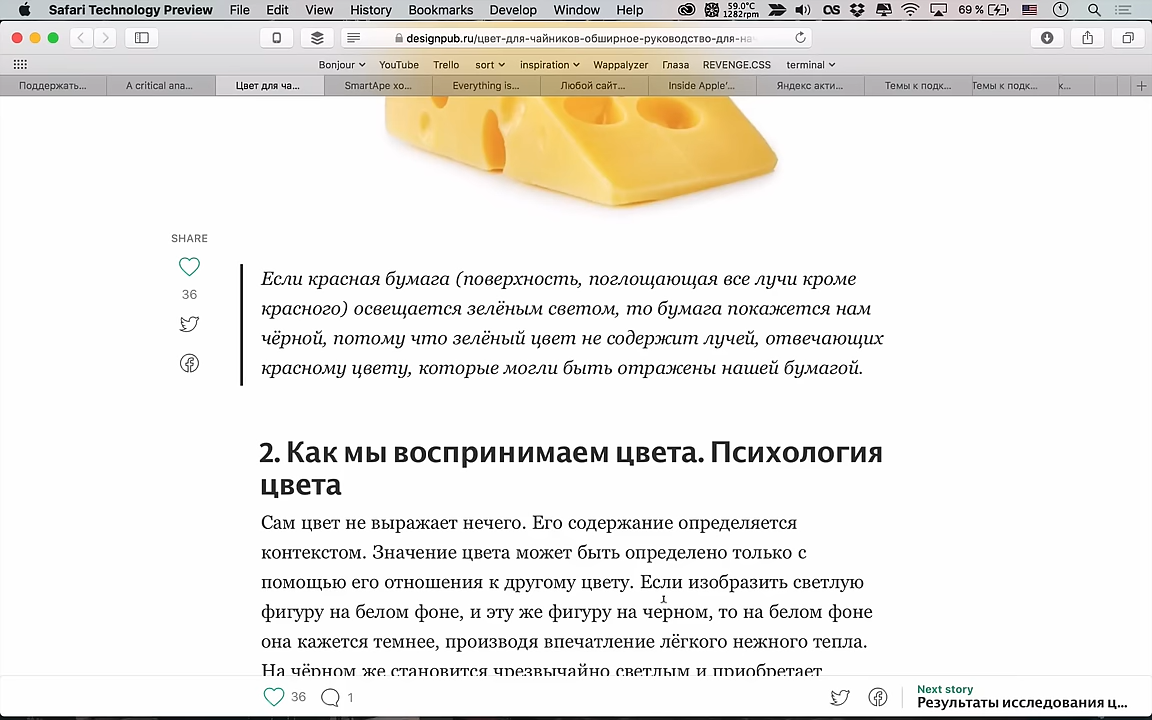 Safari Technology Preview File Edit View History Bookmarks Develop Window Help 59.0°C 1282rpm 69 %
designpub.ru/цвет-для-чайников-обширное-руководство-для-на
Bonjour YouTube Trello sort inspiration Wappalyzer Глаза REVENGE.CSS terminal
Поддержать... A critical ana... Цвет для ча... SmartApe хо... Everything is... Любой сайт... Inside Apple'... Яндекс акти... Темы к подк... Темы к подк... к...
SHARE
36
Если красная бумага (поверхность, поглощающая все лучи кроме
красного) освещается зелёным светом, то бумага покажется нам
чёрной, потому что зелёный цвет не содержит лучей, отвечающих
красному цвету, которые могли быть отражены нашей бумагой.
2. Как мы воспринимаем цвета. Психология
цвета
Сам цвет не выражает нечего. Его содержание определяется
контекстом. Значение цвета может быть определено только с
помощью его отношения к другому цвету. Если изобразить светлую
фигуру на белом фоне, и эту же фигуру на черном, то на белом фоне
она кажется темнее, производя впечатление лёгкого нежного тепла.
На чёрном же становится чрезвычайно светлым и приобретает
36 1
Next story
Результаты исследования ц...